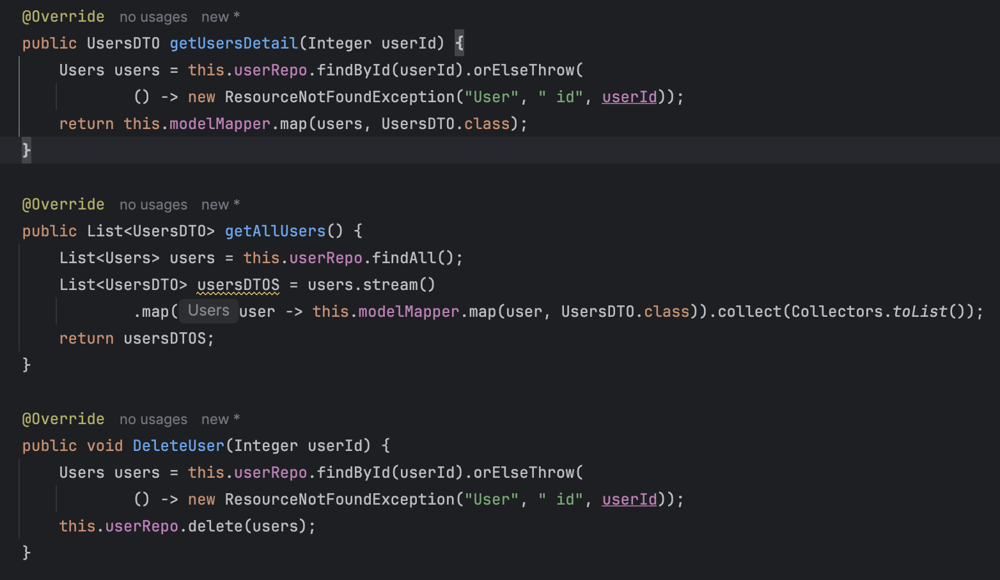 @Override no usages new *
public UsersDTO getUsersDetail(Integer userId) {
Users users = this.userRepo.findById(userId).orElseThrow(
() -> new ResourceNotFoundException("User", " id", userId));
return this.modelMapper.map(users, UsersDTO.class);
}
@Override no usages new *
public List<UsersDTO> getAllUsers() {
List<Users> users = this.userRepo.findAll();
List<UsersDTO> usersDTOS = users.stream()
.map( Users user -> this.modelMapper.map(user, UsersDTO.class)).collect(Collectors.toList());
return usersDTOS;
}
@Override no usages new *
public void DeleteUser(Integer userId) {
Users users = this.userRepo.findById(userId).orElseThrow(
() -> new ResourceNotFoundException("User", " id", userId));
this.userRepo.delete(users);
}